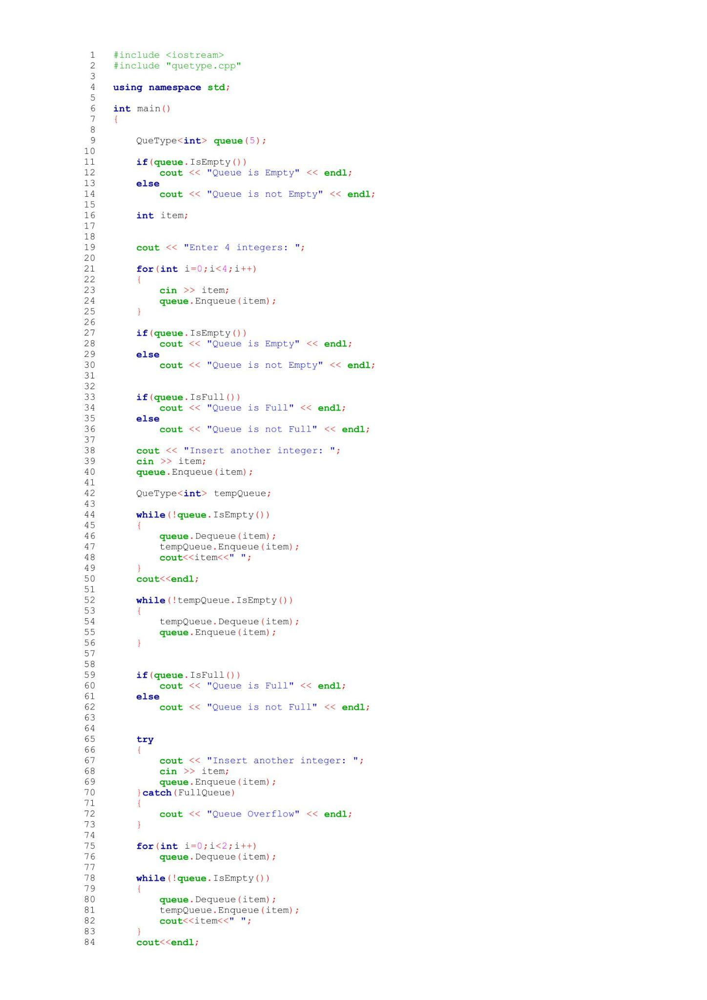 1 #include <iostream>
2 #include "quetype.cpp"
3
4 using namespace std;
5
6 int main()
7 {
8
9     QueType<int> queue(5);
10
11     if(queue.IsEmpty())
12         cout << "Queue is Empty" << endl;
13     else
14         cout << "Queue is not Empty" << endl;
15
16     int item;
17
18
19     cout << "Enter 4 integers: ";
20
21     for(int i=0;i<4;i++)
22     {
23         cin >> item;
24         queue.Enqueue(item);
25     }
26
27     if(queue.IsEmpty())
28         cout << "Queue is Empty" << endl;
29     else
30         cout << "Queue is not Empty" << endl;
31
32
33     if(queue.IsFull())
34         cout << "Queue is Full" << endl;
35     else
36         cout << "Queue is not Full" << endl;
37
38     cout << "Insert another integer: ";
39     cin >> item;
40     queue.Enqueue(item);
41
42     QueType<int> tempQueue;
43
44     while(!queue.IsEmpty())
45     {
46         queue.Dequeue(item);
47         tempQueue.Enqueue(item);
48         cout<<item<<" ";
49     }
50     cout<<endl;
51
52     while(!tempQueue.IsEmpty())
53     {
54         tempQueue.Dequeue(item);
55         queue.Enqueue(item);
56     }
57
58
59     if(queue.IsFull())
60         cout << "Queue is Full" << endl;
61     else
62         cout << "Queue is not Full" << endl;
63
64
65     try
66     {
67         cout << "Insert another integer: ";
68         cin >> item;
69         queue.Enqueue(item);
70     }catch(FullQueue)
71     {
72         cout << "Queue Overflow" << endl;
73     }
74
75     for(int i=0;i<2;i++)
76         queue.Dequeue(item);
77
78     while(!queue.IsEmpty())
79     {
80         queue.Dequeue(item);
81         tempQueue.Enqueue(item);
82         cout<<item<<" ";
83     }
84     cout<<endl;